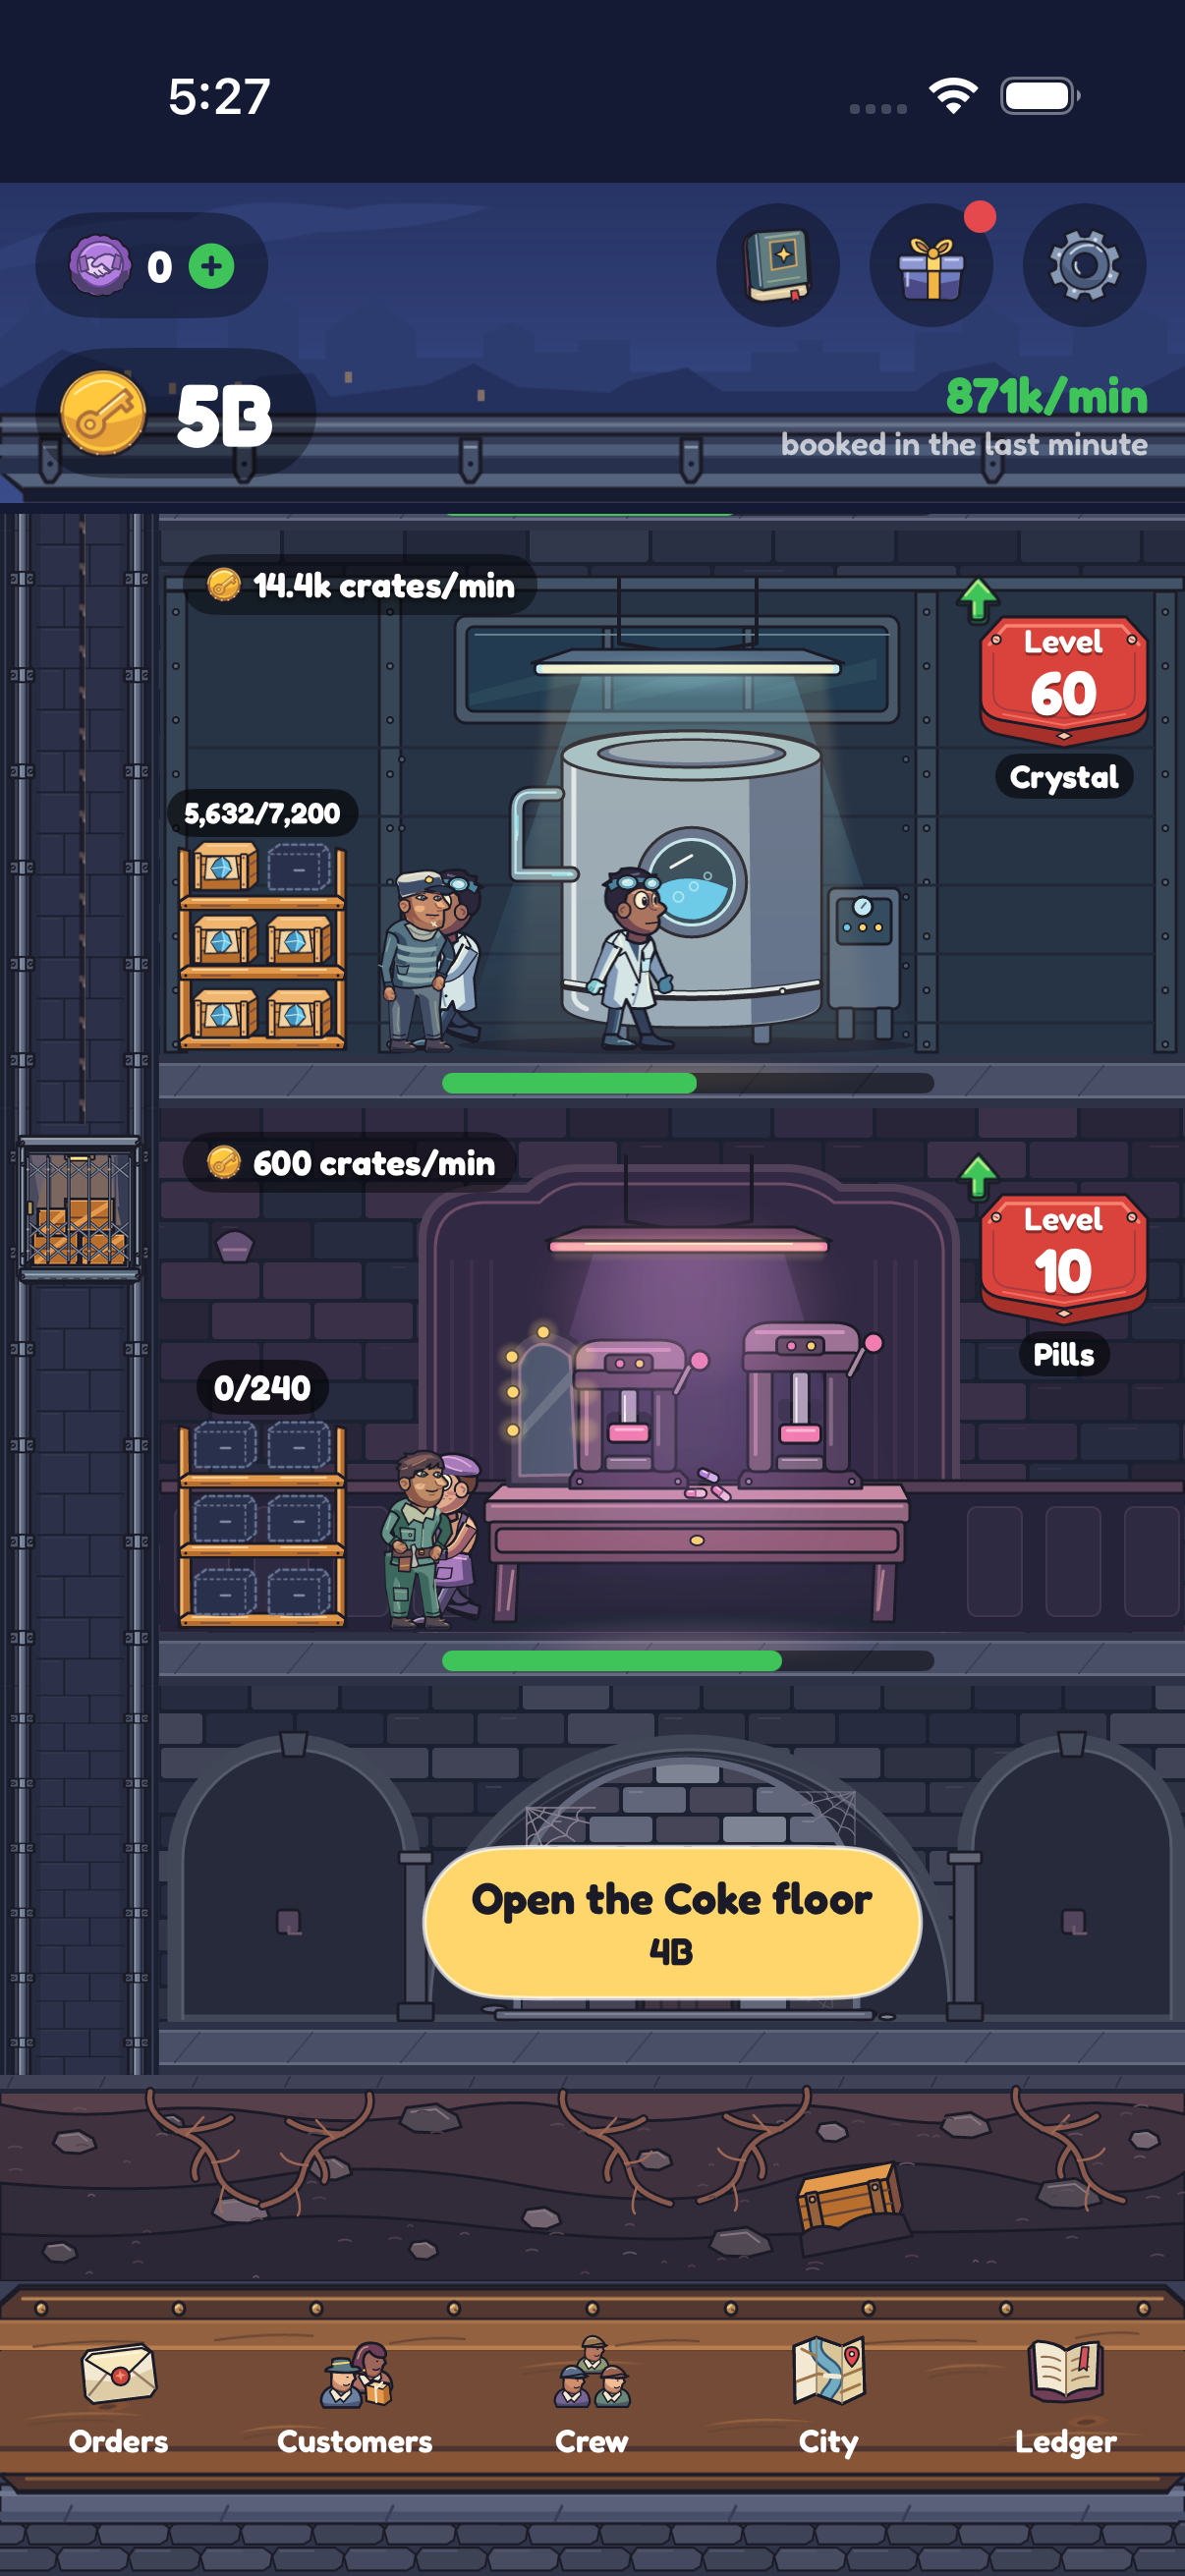 5:27
0
5B
871k/min
booked in the last minute
14.4k crates/min
Level
60
Crystal
5,632/7,200
600 crates/min
Level
10
Pills
0/240
Open the Coke floor
4B
Orders
Customers
Crew
City
Ledger